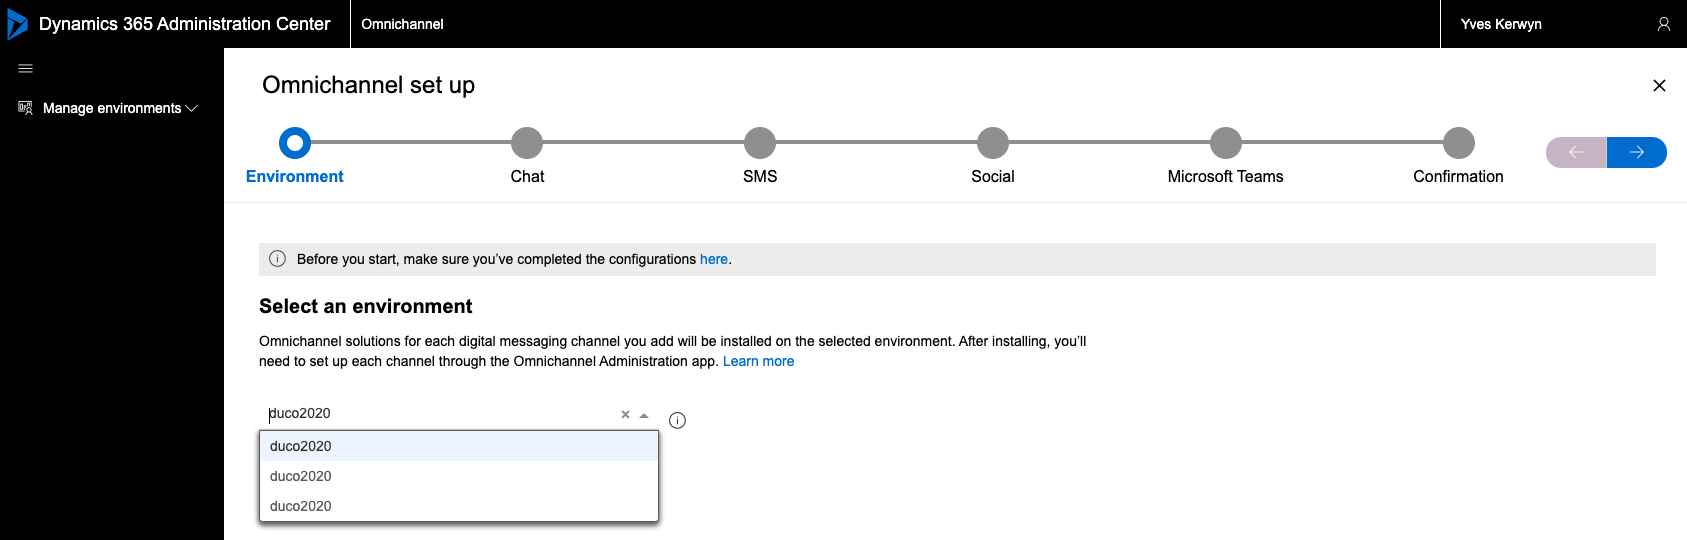 Dynamics 365 Administration Center
Omnichannel
Yves Kerwyn
Manage environments
Omnichannel set up
Environment
Chat
SMS
Social
Microsoft Teams
Confirmation
Before you start, make sure you’ve completed the configurations here.
Select an environment
Omnichannel solutions for each digital messaging channel you add will be installed on the selected environment. After installing, you’ll
need to set up each channel through the Omnichannel Administration app. Learn more
duco2020
duco2020
duco2020
duco2020